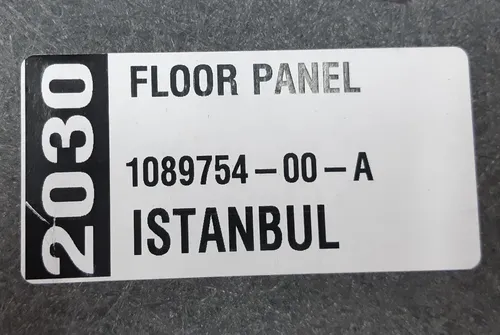 2030
FLOOR PANEL
1089754-00-A
ISTANBUL